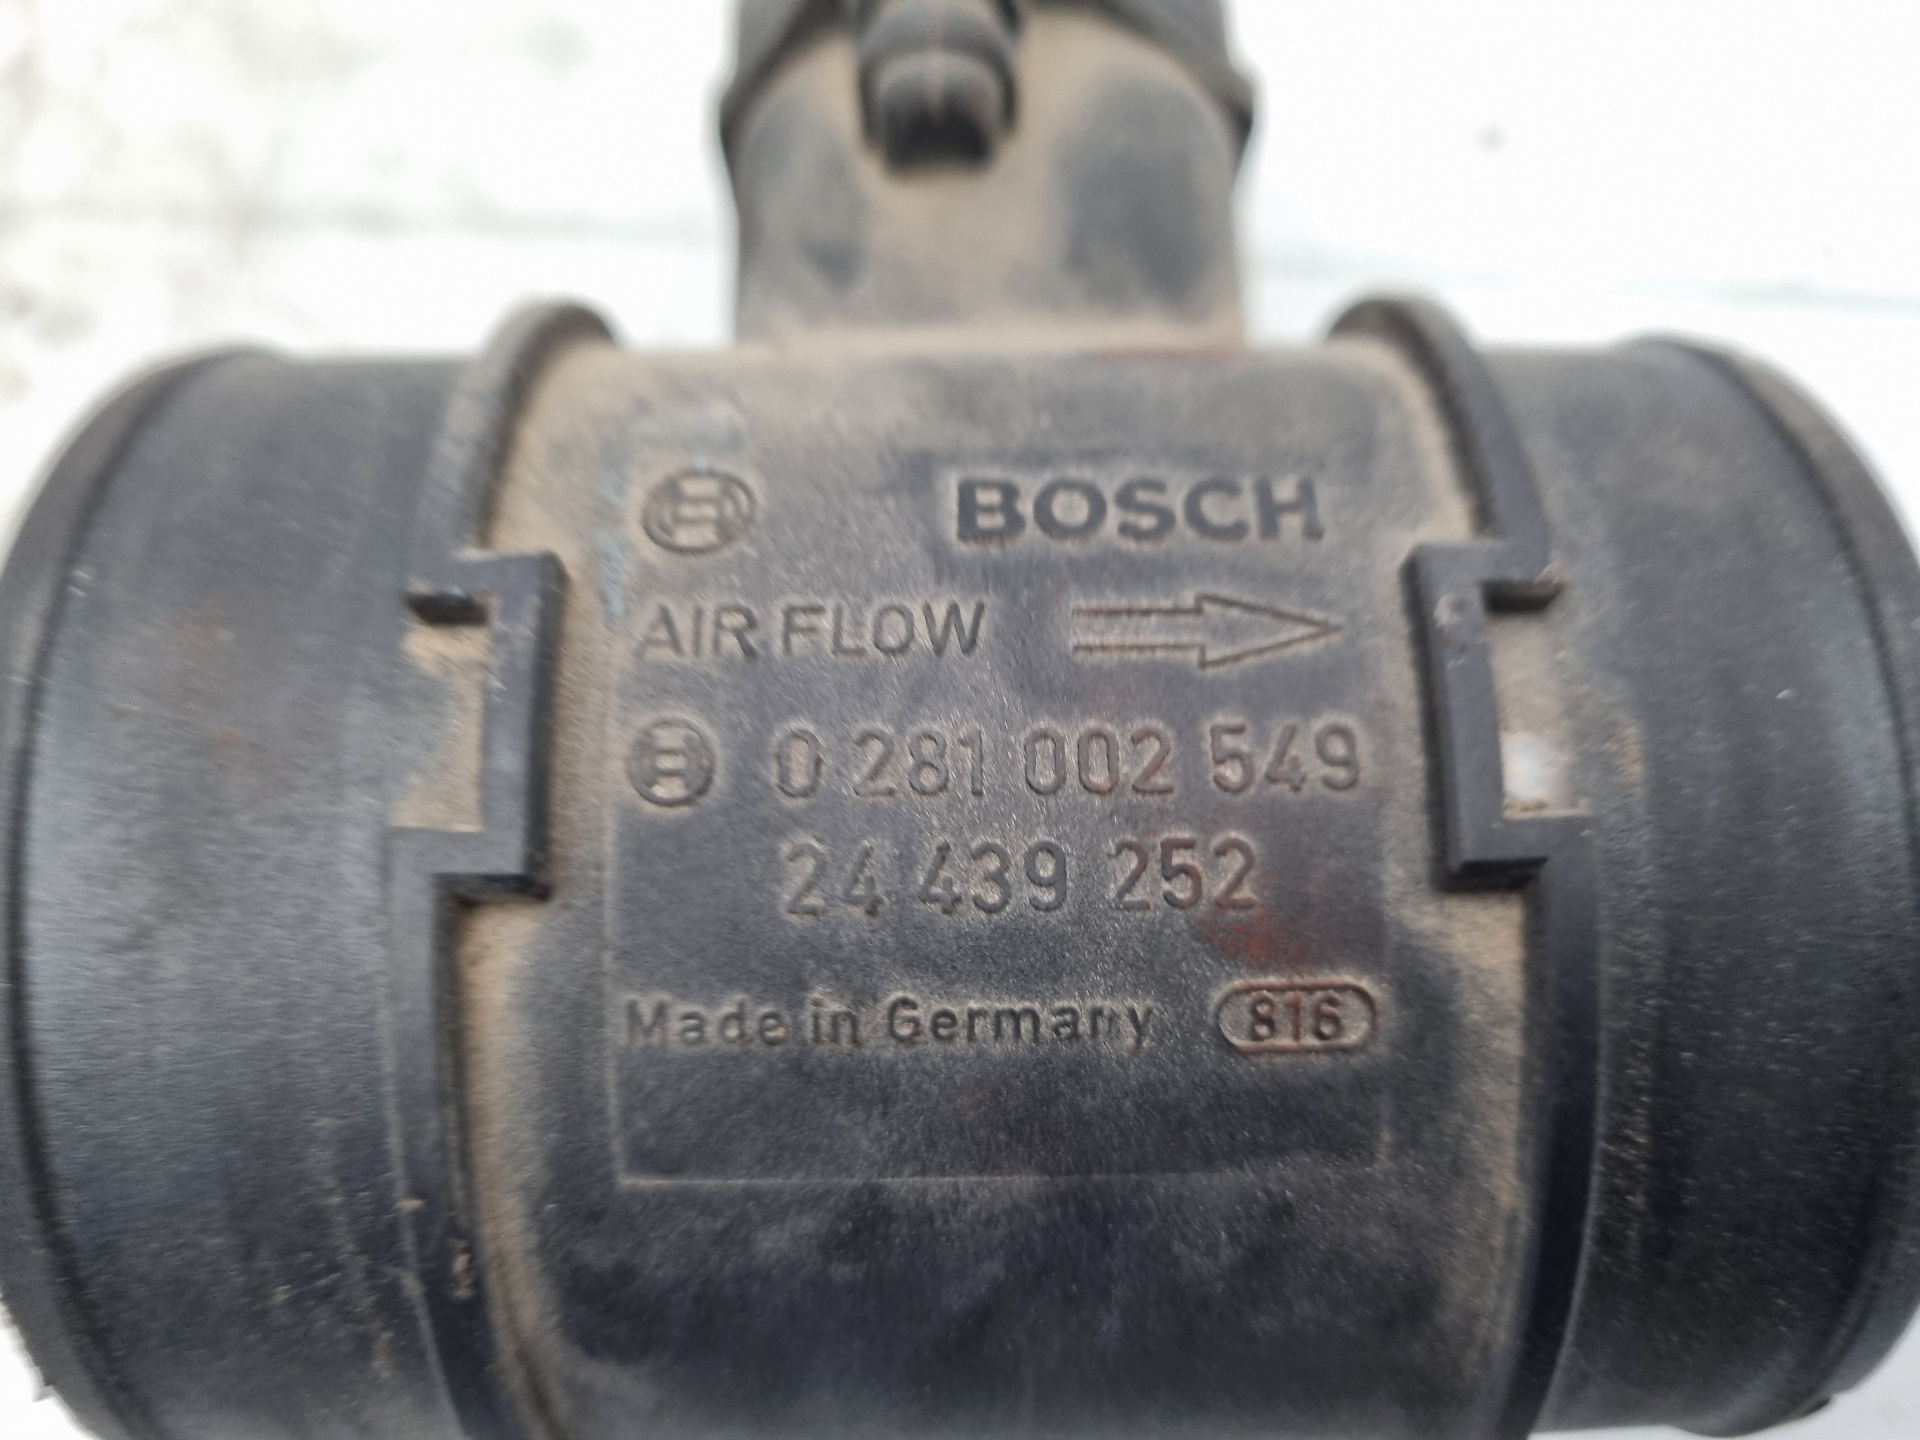 BOSCH
AIR FLOW
0 281 002 549
24 439 252
Made in Germany 816